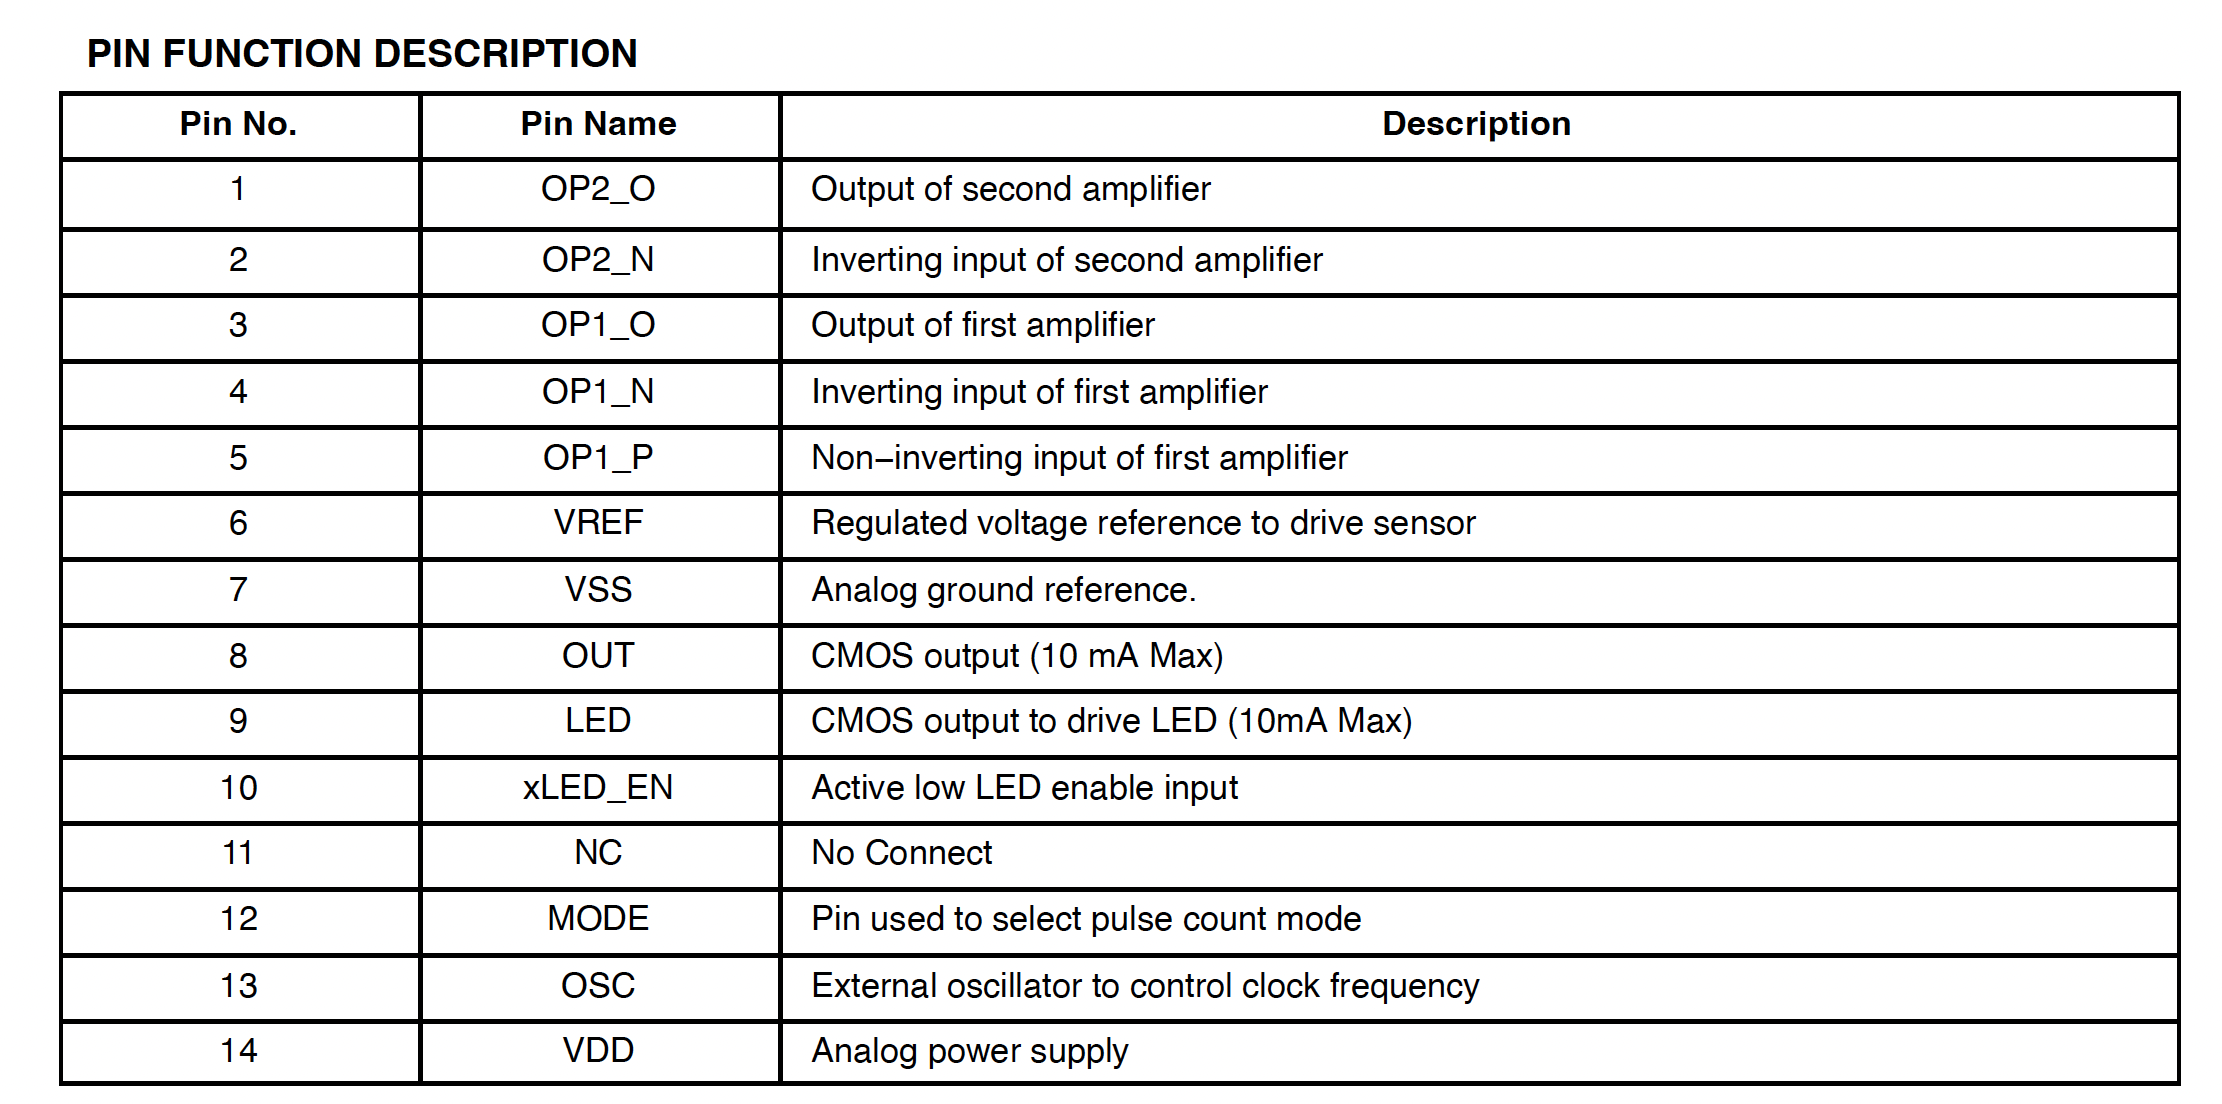 PIN FUNCTION DESCRIPTION
Pin No. Pin Name Description
1 OP2_O Output of second amplifier
2 OP2_N Inverting input of second amplifier
3 OP1_O Output of first amplifier
4 OP1_N Inverting input of first amplifier
5 OP1_P Non−inverting input of first amplifier
6 VREF Regulated voltage reference to drive sensor
7 VSS Analog ground reference.
8 OUT CMOS output (10 mA Max)
9 LED CMOS output to drive LED (10mA Max)
10 xLED_EN Active low LED enable input
11 NC No Connect
12 MODE Pin used to select pulse count mode
13 OSC External oscillator to control clock frequency
14 VDD Analog power supply